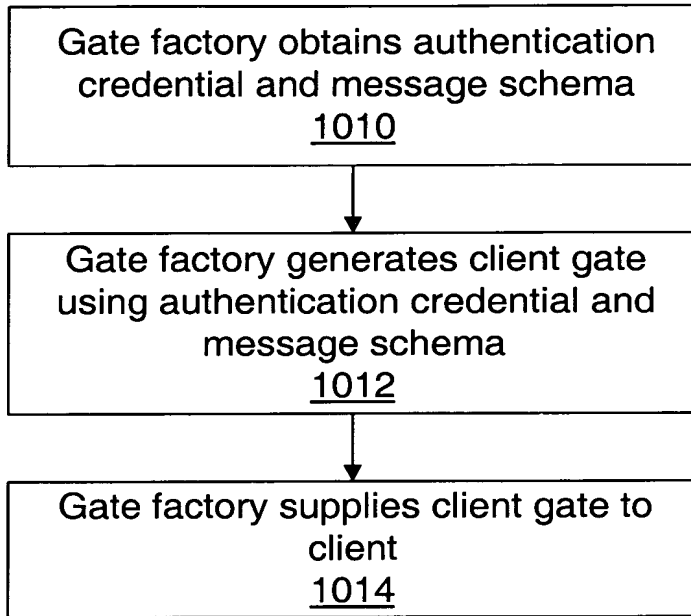 Gate factory obtains authentication
credential and message schema
1010
Gate factory generates client gate
using authentication credential and
message schema
1012
Gate factory supplies client gate to
client
1014